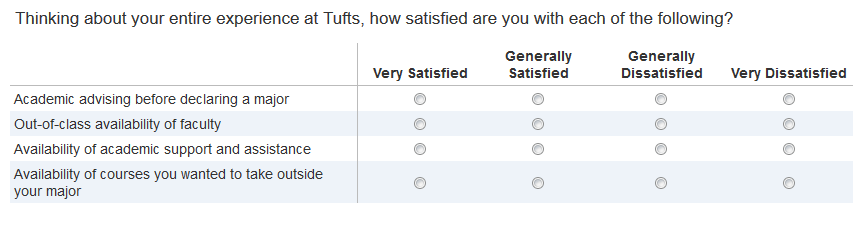 Thinking about your entire experience at Tufts, how satisfied are you with each of the following?
Very Satisfied
Generally
Satisfied
Generally
Dissatisfied
Very Dissatisfied
Academic advising before declaring a major
Out-of-class availability of faculty
Availability of academic support and assistance
Availability of courses you wanted to take outside
your major